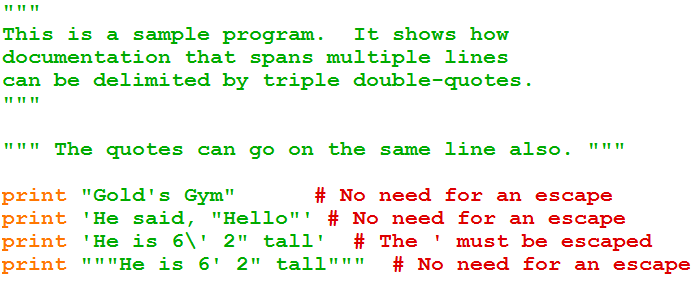 """
This is a sample program.  It shows how
documentation that spans multiple lines
can be delimited by triple double-quotes.
"""

""" The quotes can go on the same line also. """

print "Gold's Gym"      # No need for an escape
print 'He said, "Hello"' # No need for an escape
print 'He is 6\' 2" tall'  # The ' must be escaped
print """He is 6' 2" tall"""  # No need for an escape